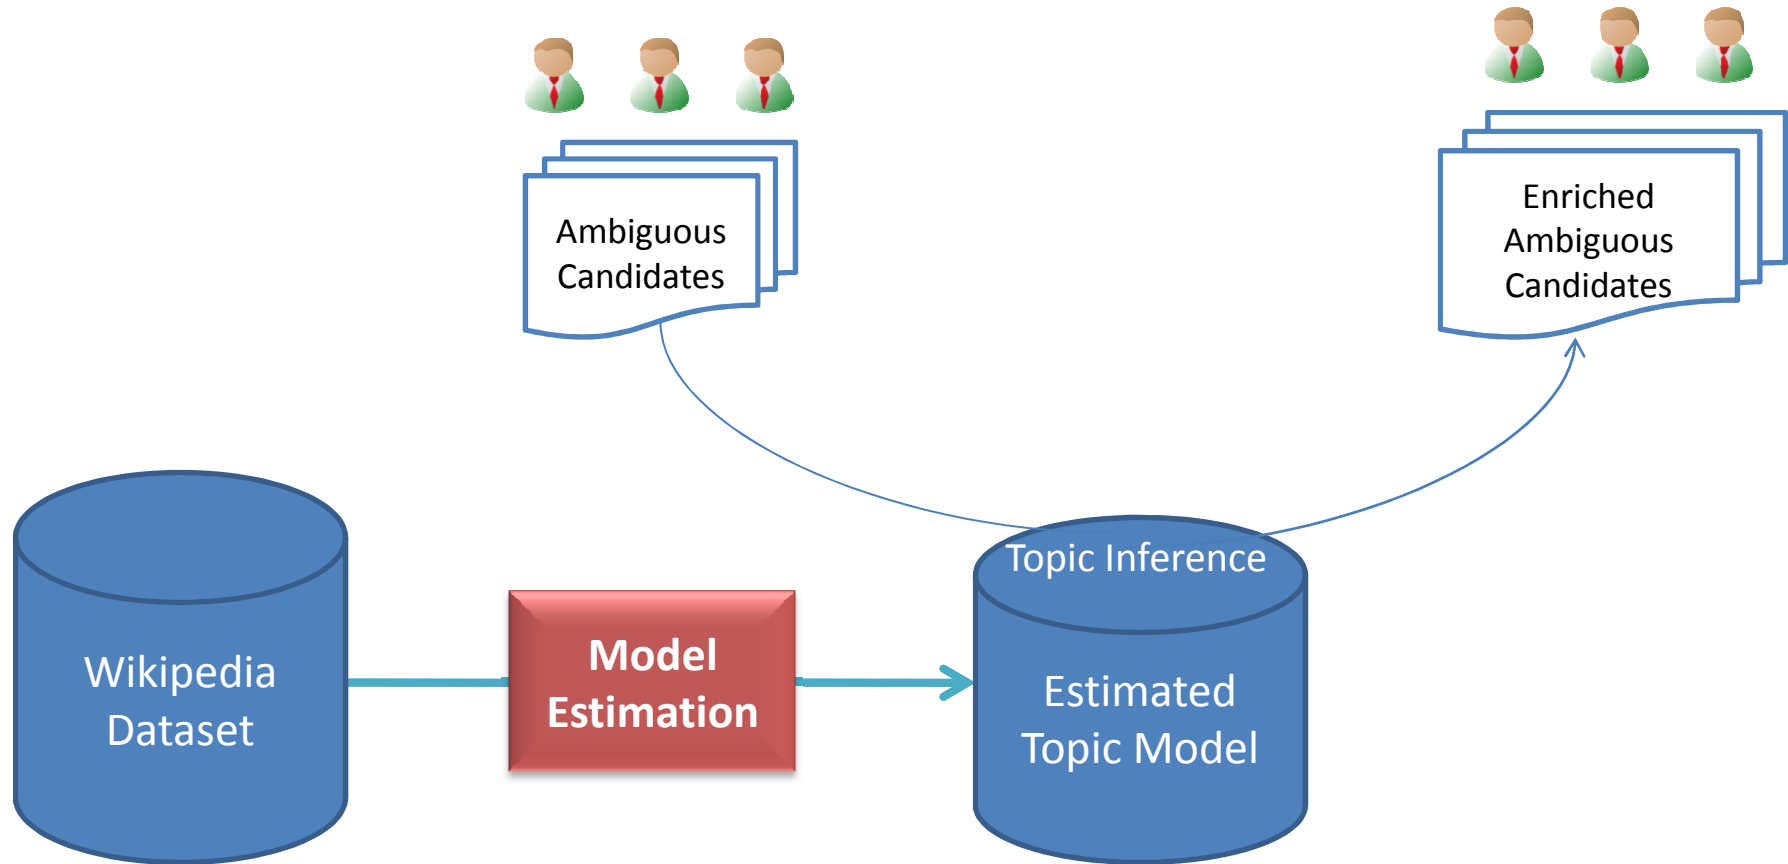 Ambiguous
Candidates
Enriched
Ambiguous
Candidates
Wikipedia
Dataset
Model
Estimation
Topic Inference
Estimated
Topic Model